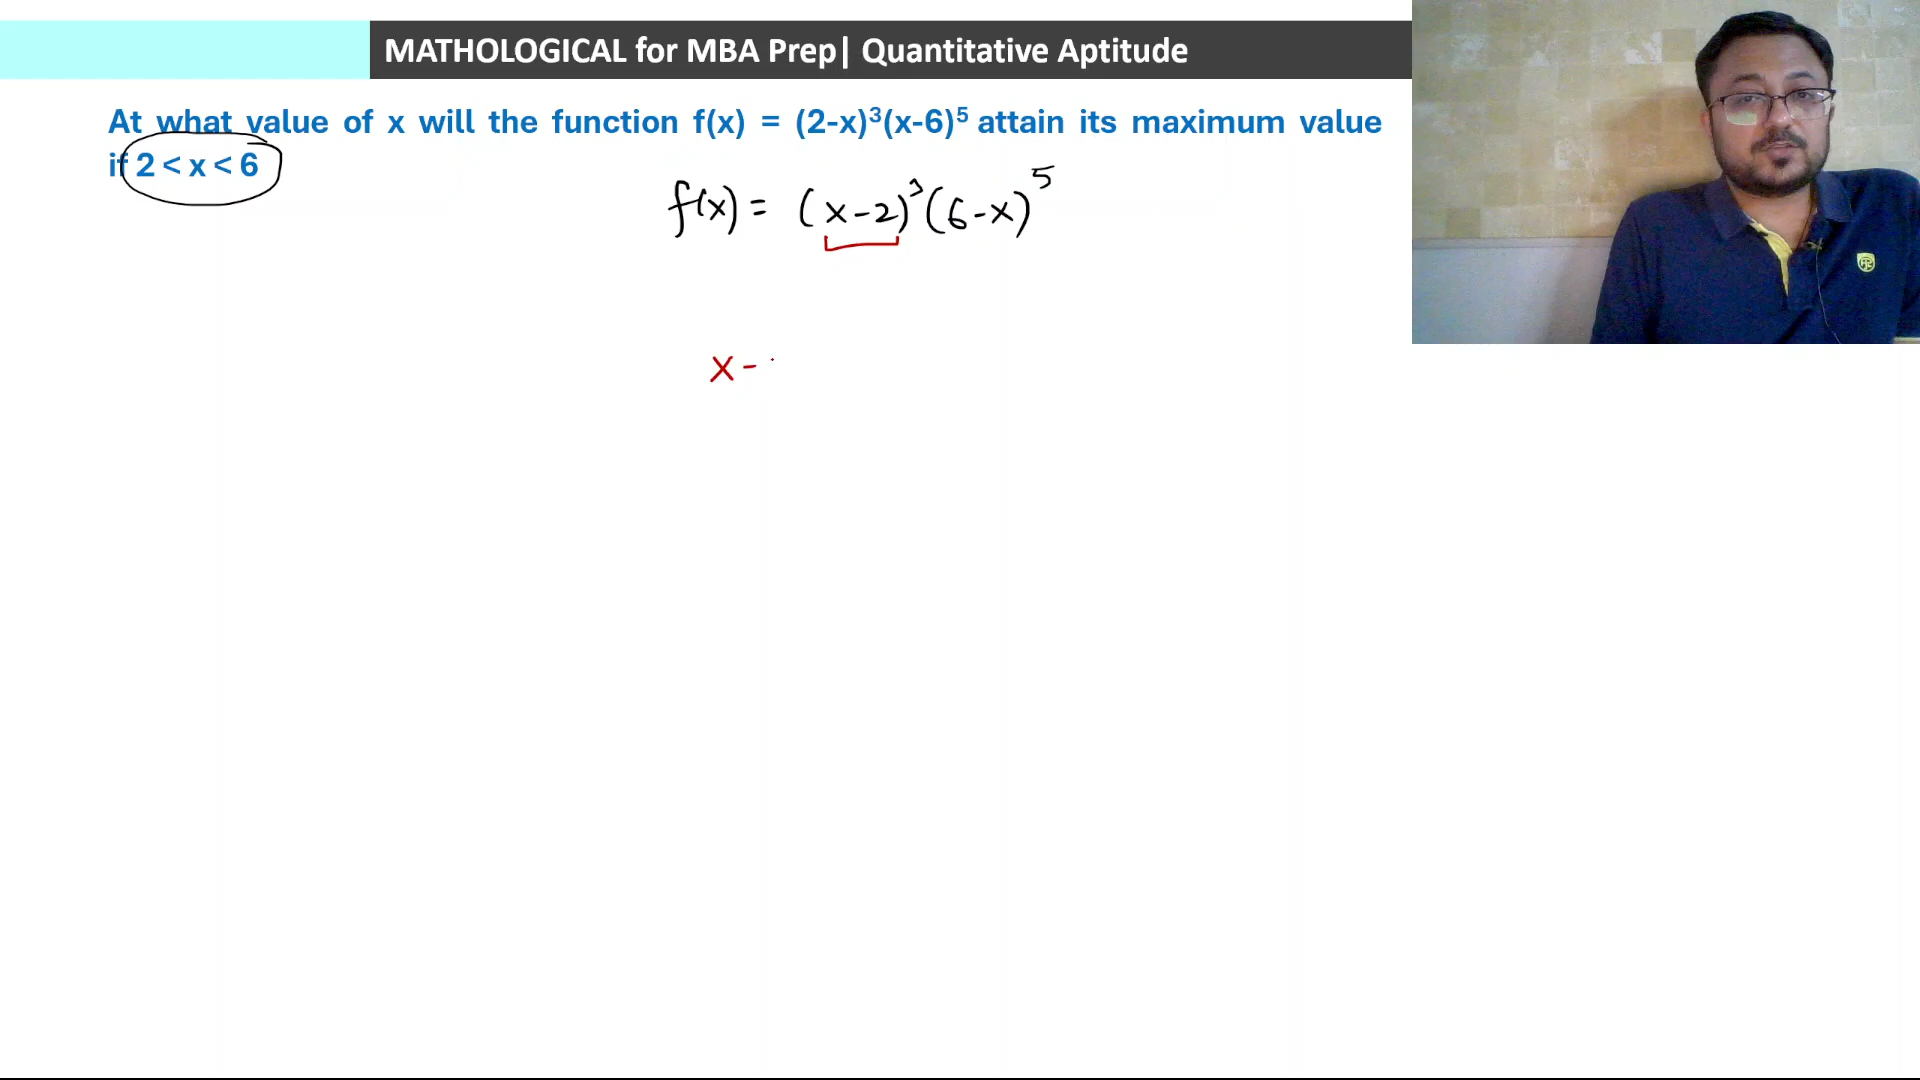 MATHOLOGICAL for MBA Prep| Quantitative Aptitude
At what value of x will the function f(x) = (2-x)³(x-6)⁵ attain its maximum value
if 2 < x < 6
f(x) = (x-2)³(6-x)⁵
x-